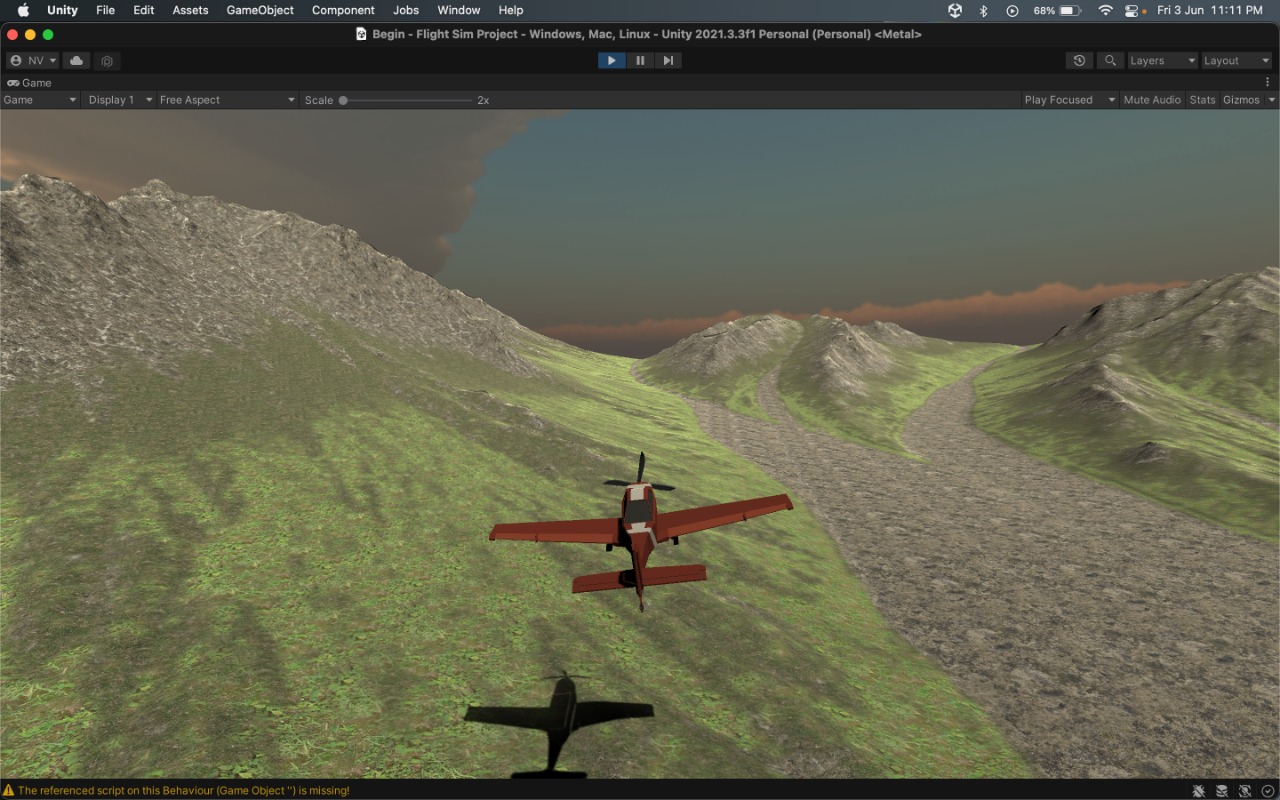 Unity File Edit Assets GameObject Component Jobs Window Help 68% Fri 3 Jun 11:11 PM
Begin - Flight Sim Project - Windows, Mac, Linux - Unity 2021.3.3f1 Personal (Personal) <Metal>
NV Layers Layout
Game
Game Display 1 Free Aspect Scale 2x Play Focused Mute Audio Stats Gizmos
The referenced script on this Behaviour (Game Object '') is missing!